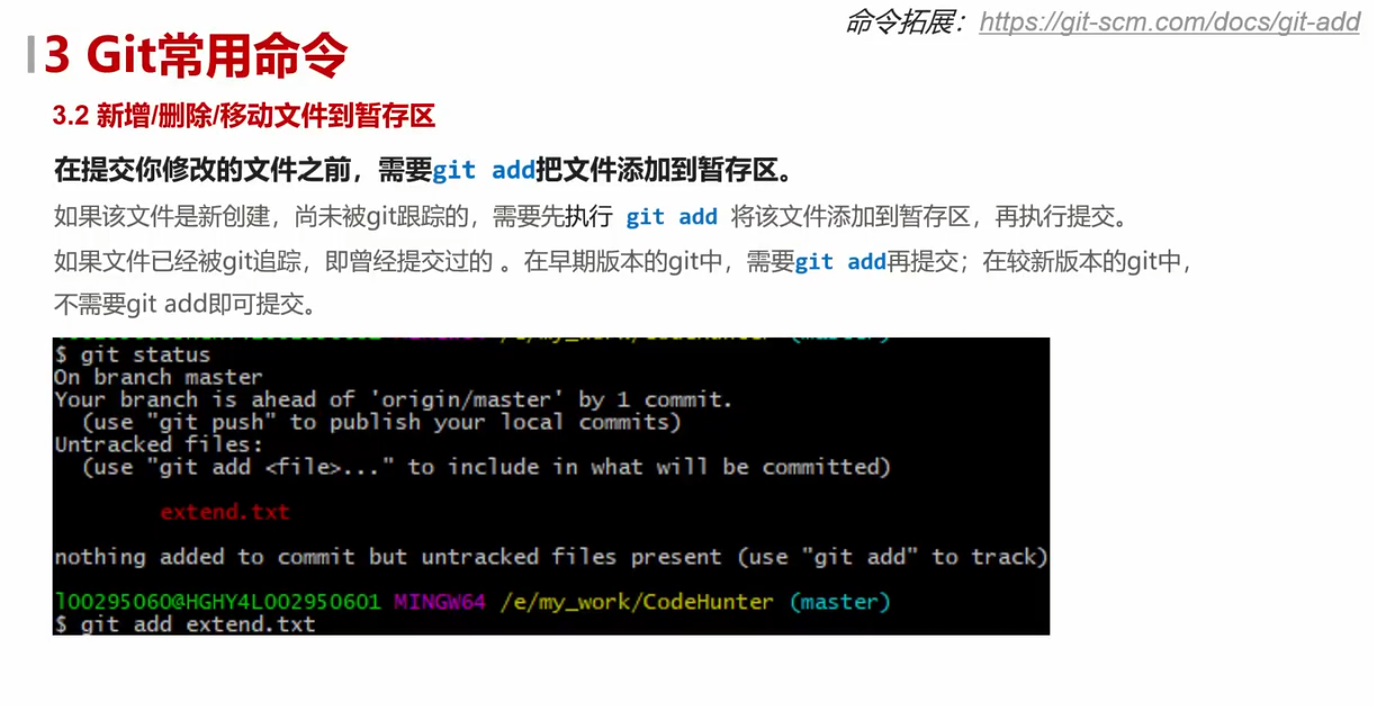 命令拓展：https://git-scm.com/docs/git-add
3 Git常用命令
3.2 新增/删除/移动文件到暂存区
在提交你修改的文件之前，需要git add把文件添加到暂存区。
如果该文件是新创建，尚未被git跟踪的，需要先执行 git add 将该文件添加到暂存区，再执行提交。
如果文件已经被git追踪，即曾经提交过的 。在早期版本的git中，需要git add再提交；在较新版本的git中，
不需要git add即可提交。
/e/my_work/CodeHunter (master)
$ git status
On branch master
Your branch is ahead of 'origin/master' by 1 commit.
(use "git push" to publish your local commits)
Untracked files:
(use "git add <file>..." to include in what will be committed)
extend.txt
nothing added to commit but untracked files present (use "git add" to track)
l00295060@HGHY4L002950601 MINGW64 /e/my_work/CodeHunter (master)
$ git add extend.txt